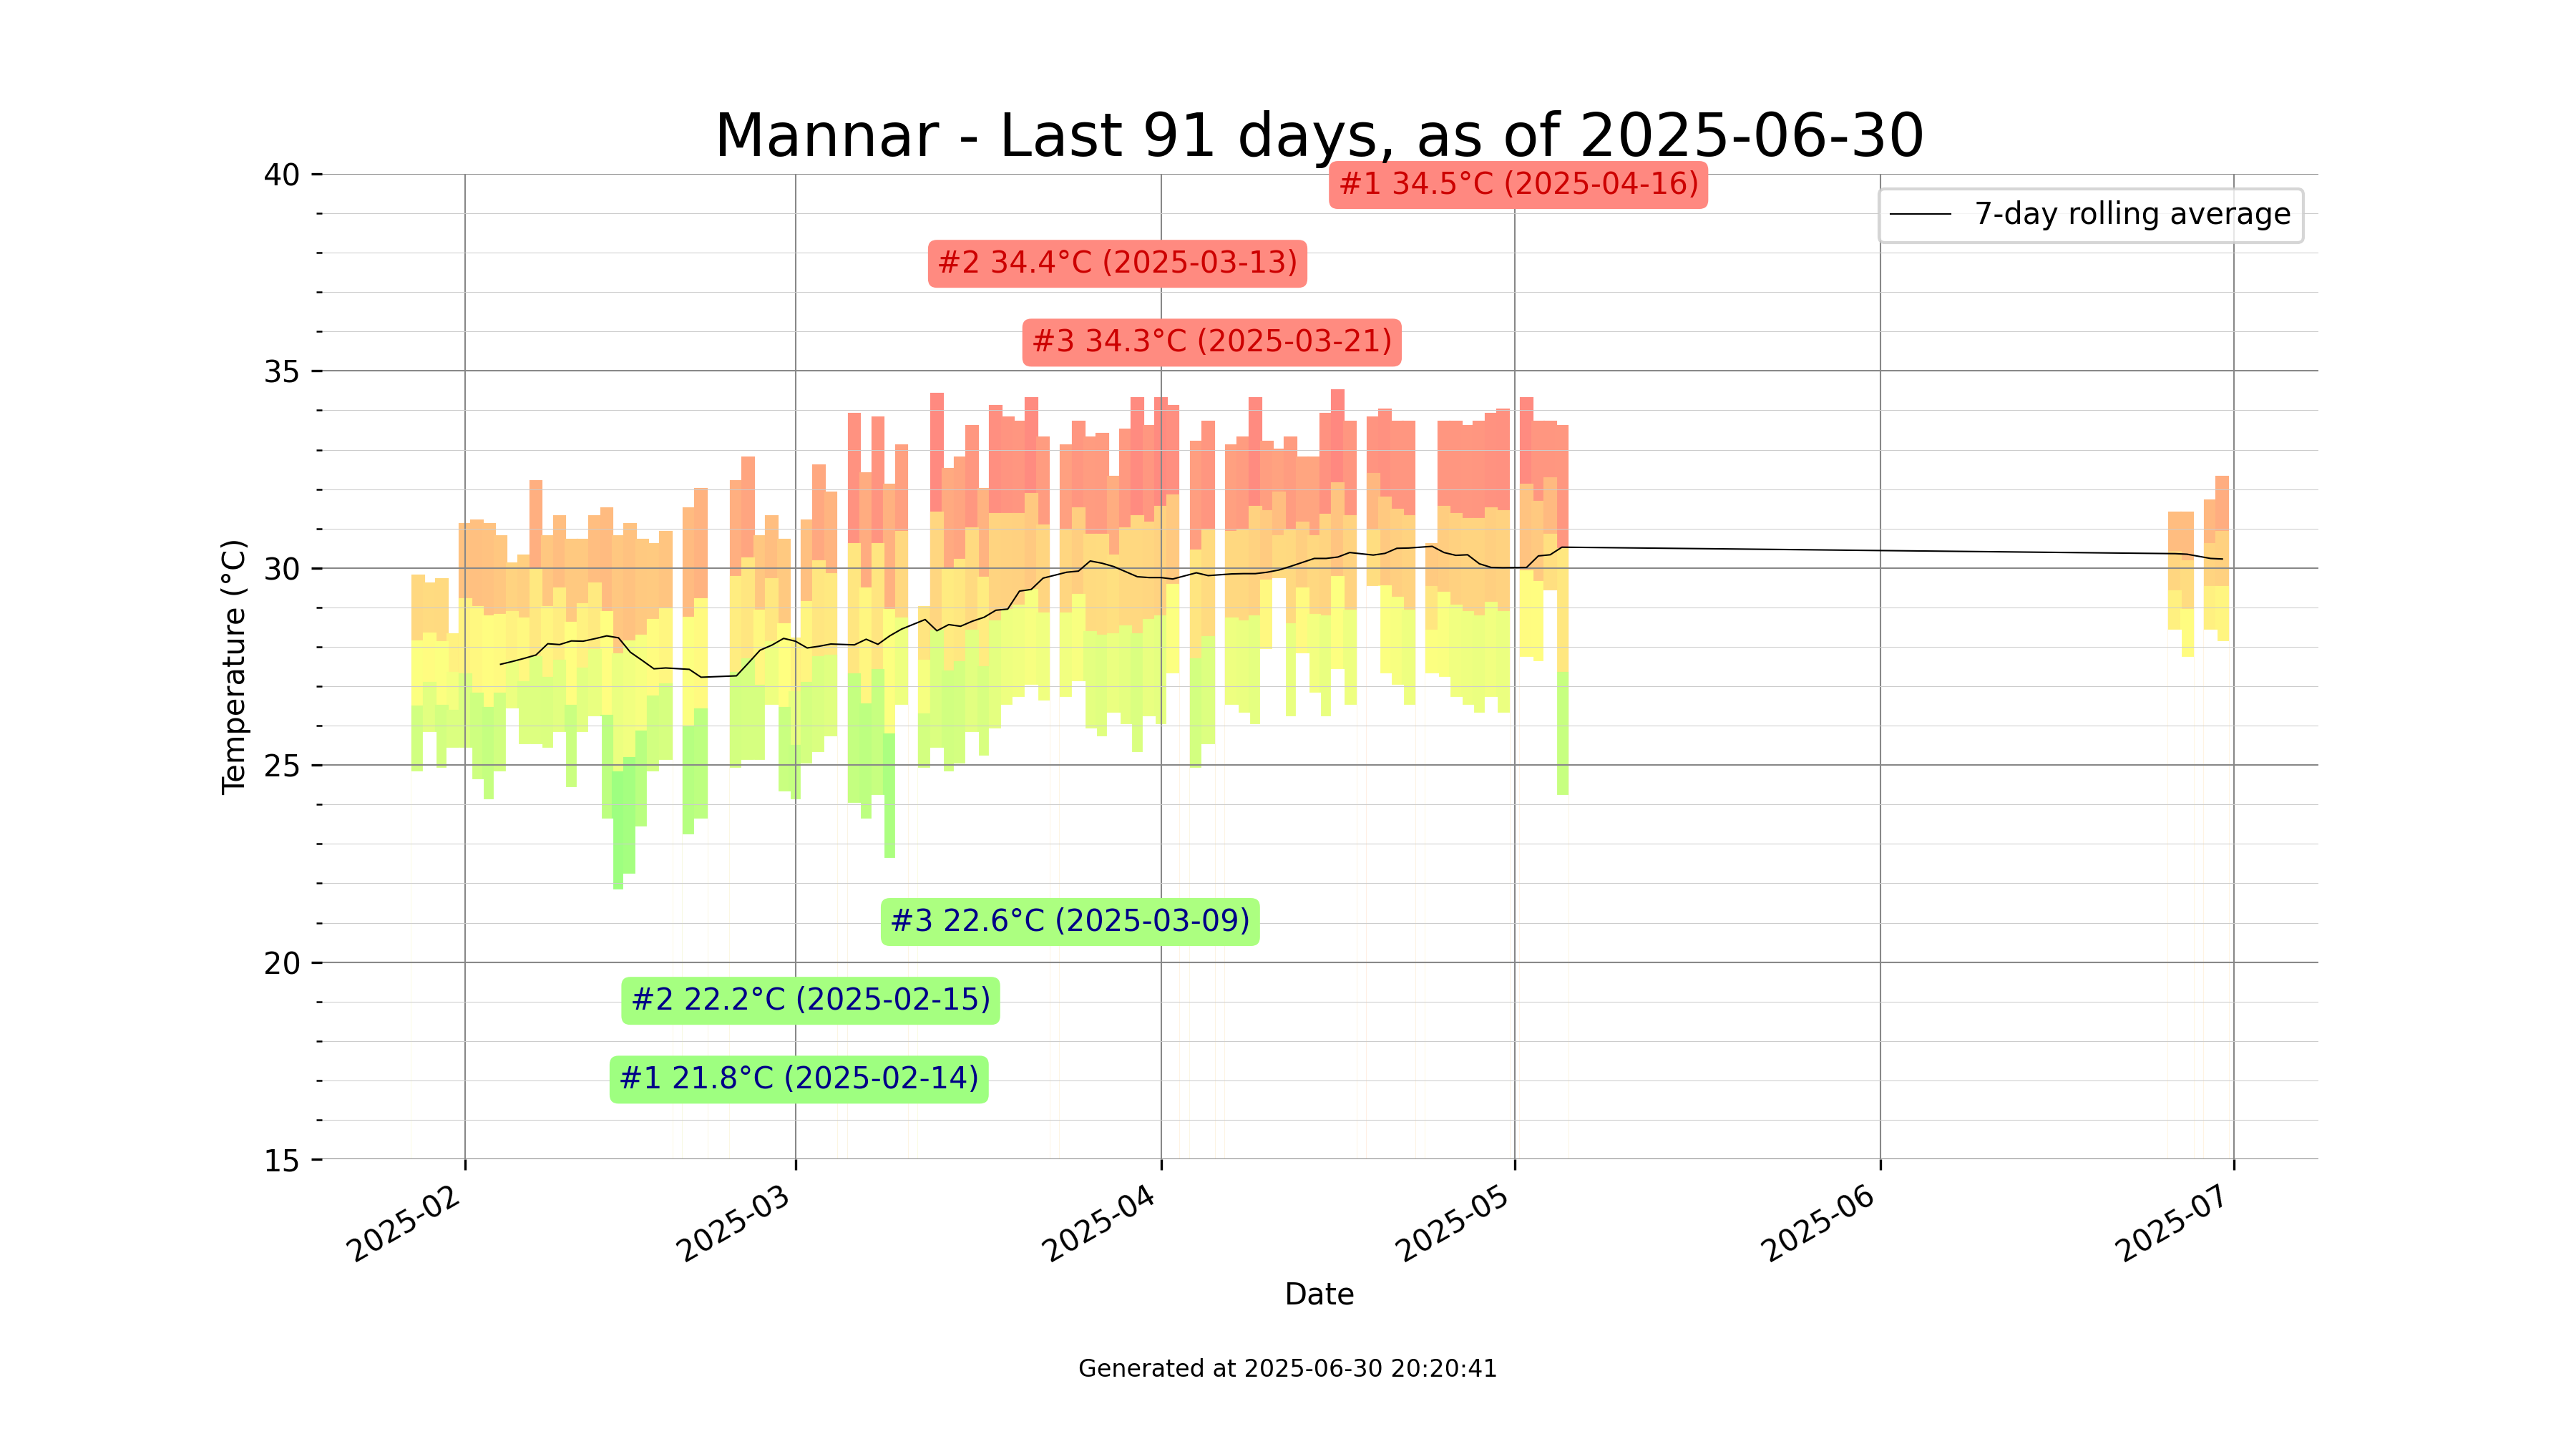 Mannar - Last 91 days, as of 2025-06-30
#1 34.5°C (2025-04-16)
7-day rolling average
#2 34.4°C (2025-03-13)
#3 34.3°C (2025-03-21)
#3 22.6°C (2025-03-09)
#2 22.2°C (2025-02-15)
#1 21.8°C (2025-02-14)
Temperature (°C)
40
35
30
25
20
15
2025-02
2025-03
2025-04
2025-05
2025-06
2025-07
Date
Generated at 2025-06-30 20:20:41